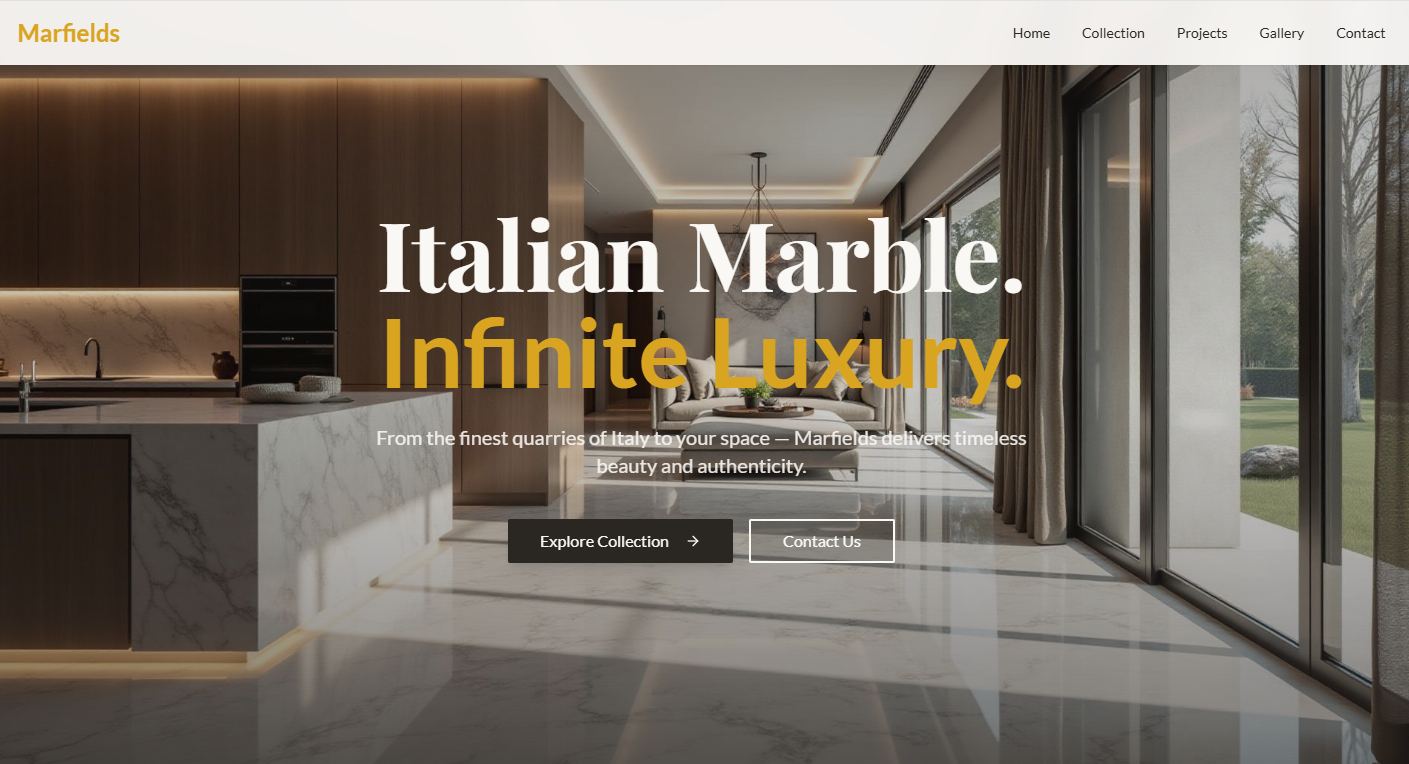 Marfields
Home
Collection
Projects
Gallery
Contact
Italian Marble.
Infinite Luxury.
From the finest quarries of Italy to your space — Marfields delivers timeless
beauty and authenticity.
Explore Collection →
Contact Us